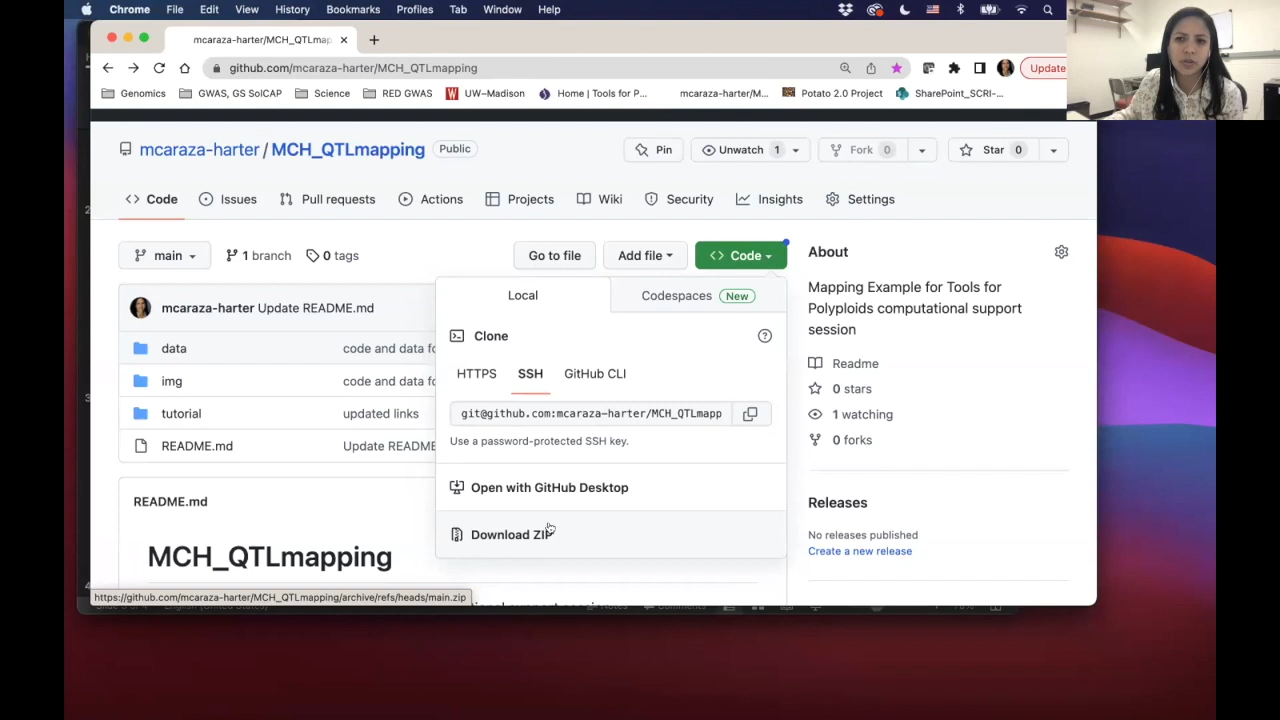 Chrome File Edit View History Bookmarks Profiles Tab Window Help
mcaraza-harter/MCH_QTLmap
github.com/mcaraza-harter/MCH_QTLmapping
Update
Genomics GWAS, GS SolCAP Science RED GWAS UW–Madison Home | Tools for P... mcaraza-harter/M... Potato 2.0 Project SharePoint_SCRI-...
mcaraza-harter / MCH_QTLmapping Public
Pin Unwatch 1 Fork 0 Star 0
Code Issues Pull requests Actions Projects Wiki Security Insights Settings
main 1 branch 0 tags Go to file Add file Code
About
Mapping Example for Tools for
Polyploids computational support
session
Readme
0 stars
1 watching
0 forks
Releases
No releases published
Create a new release
Local Codespaces New
Clone
HTTPS SSH GitHub CLI
git@github.com:mcaraza-harter/MCH_QTLmapp
Use a password-protected SSH key.
Open with GitHub Desktop
Download ZIP
mcaraza-harter Update README.md
data code and data fo
img code and data fo
tutorial updated links
README.md Update README
README.md
MCH_QTLmapping
https://github.com/mcaraza-harter/MCH_QTLmapping/archive/refs/heads/main.zip